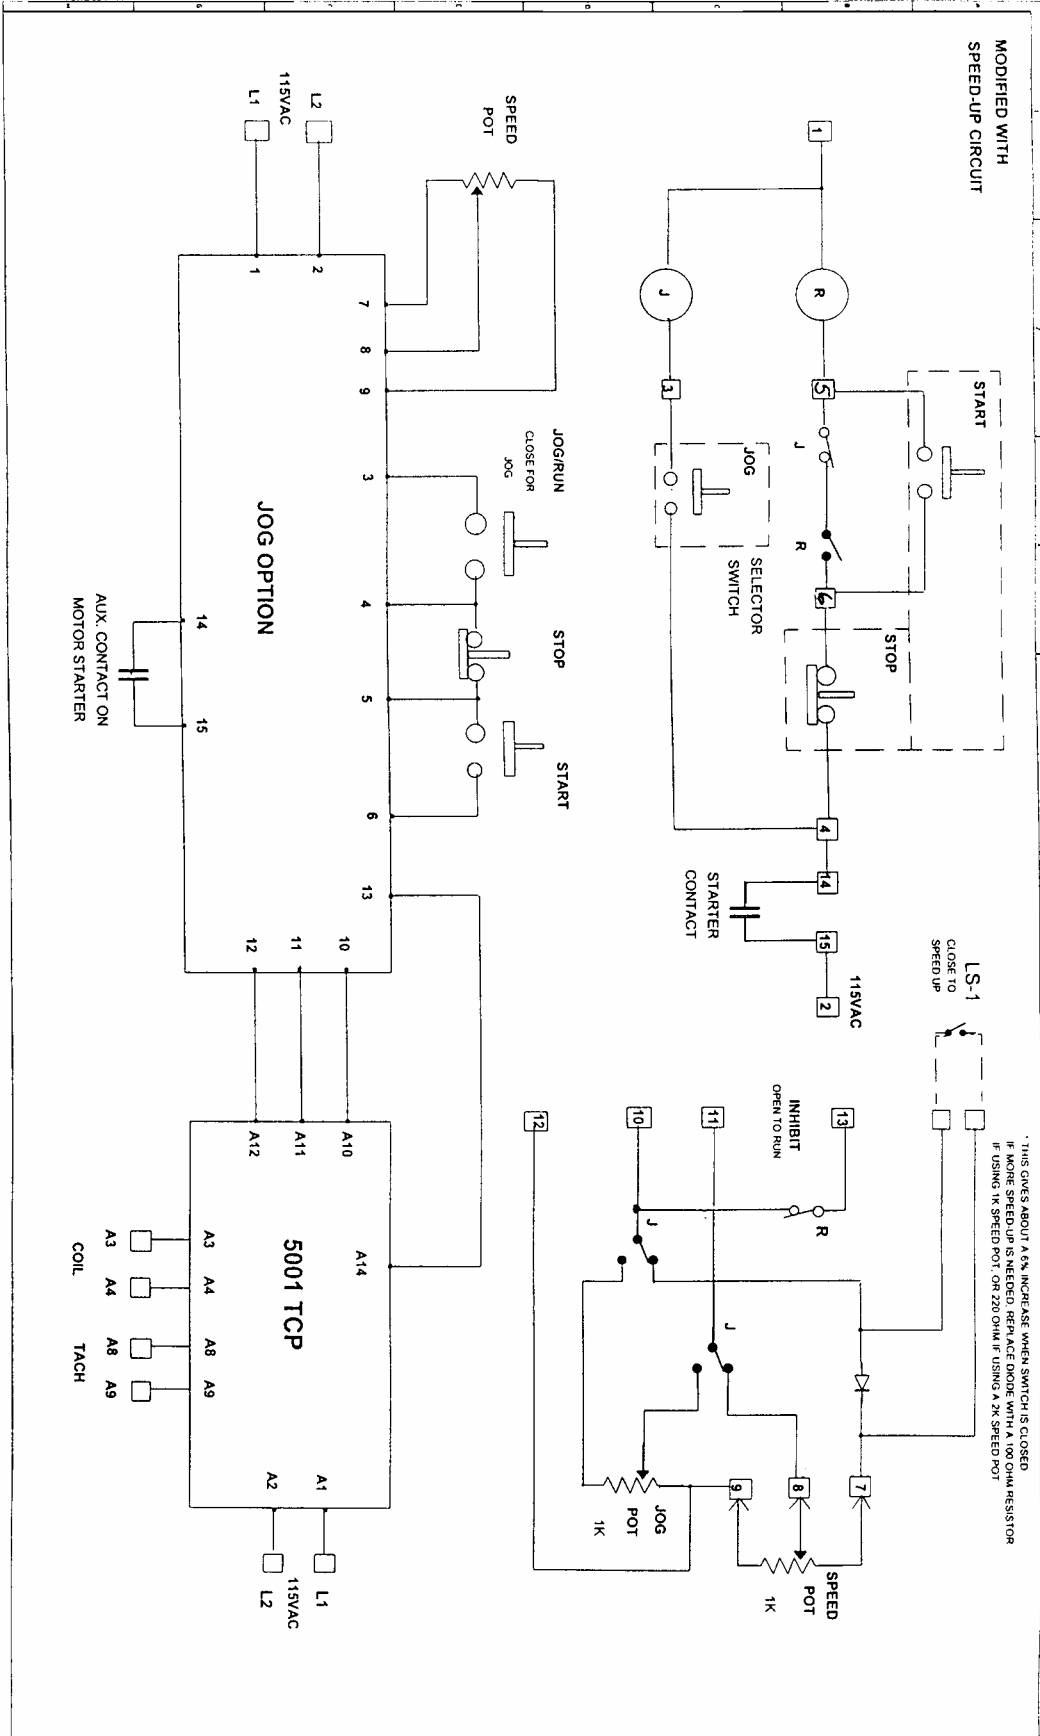 MODIFIED WITH
SPEED-UP CIRCUIT
* THIS GIVES ABOUT A 6% INCREASE WHEN SWITCH IS CLOSED
IF MORE SPEED-UP IS NEEDED, REPLACE DIODE WITH A 100 OHM RESISTOR
IF USING 1K SPEED POT, OR 220 OHM IF USING A 2K SPEED POT
1
R
J
5
3
START
J
R
6
JOG
SELECTOR
SWITCH
STOP
4
14
15
2
STARTER
CONTACT
115VAC
LS-1
CLOSE TO
SPEED UP
13
INHIBIT
OPEN TO RUN
11
10
12
R
J
J
7
8
9
SPEED
POT
1K
JOG
POT
1K
SPEED
POT
L2
115VAC
L1
2
1
7
8
9
JOG/RUN
CLOSE FOR
JOG
3
4
STOP
5
START
6
13
JOG OPTION
14
15
AUX. CONTACT ON
MOTOR STARTER
10
11
12
A10
A11
A12
A14
5001 TCP
A3
A4
A8
A9
A3
A4
A8
A9
COIL
TACH
A1
A2
L1
115VAC
L2